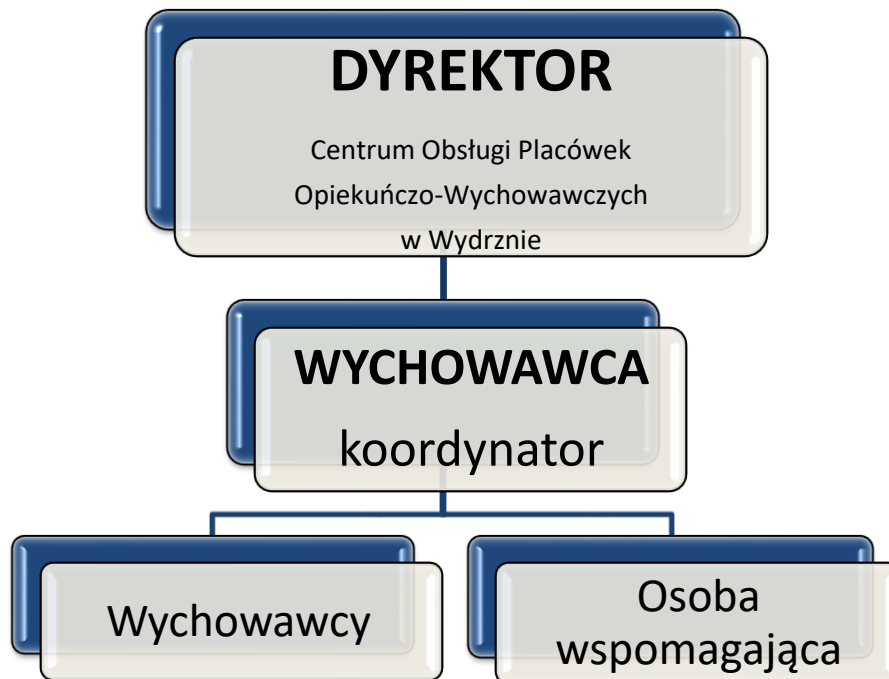 DYREKTOR
Centrum Obsługi Placówek
Opiekuńczo-Wychowawczych
w Wydrznie
WYCHOWAWCA
koordynator
Wychowawcy
Osoba
wspomagająca